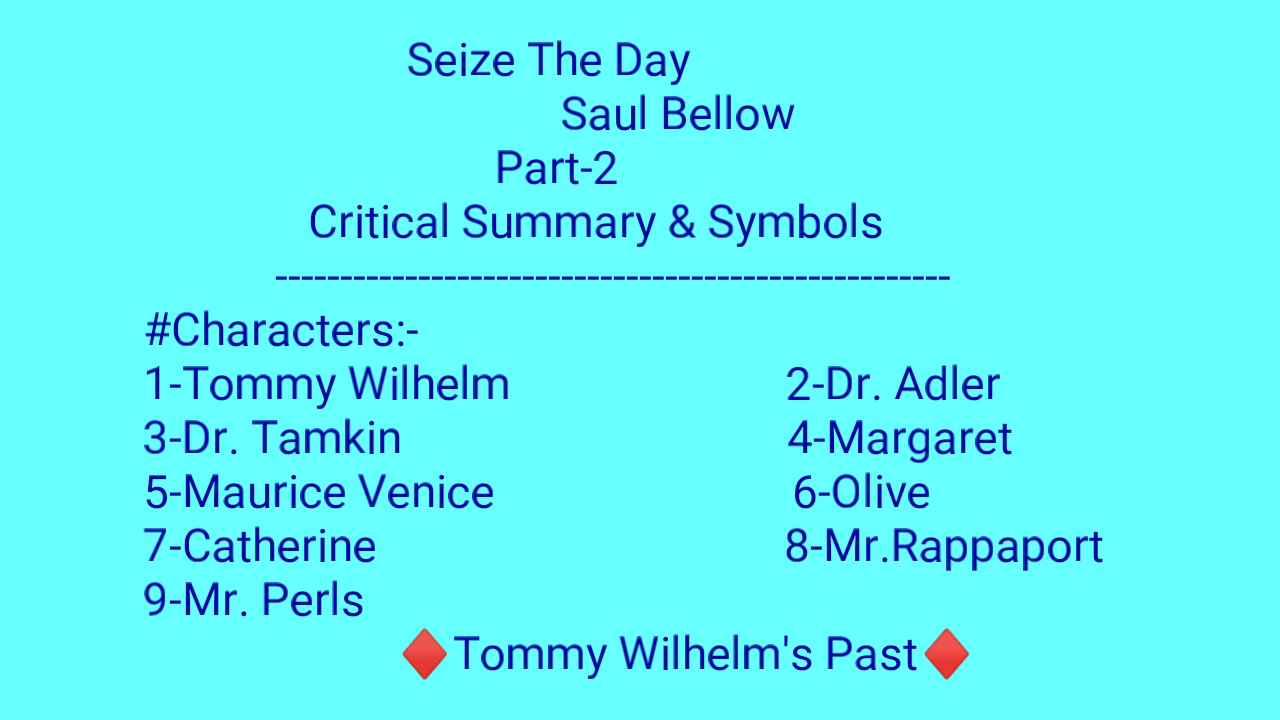 Seize The Day
Saul Bellow
Part-2
Critical Summary & Symbols
----------------------------------------------------
#Characters:-
1-Tommy Wilhelm 2-Dr. Adler
3-Dr. Tamkin 4-Margaret
5-Maurice Venice 6-Olive
7-Catherine 8-Mr.Rappaport
9-Mr. Perls
♦️Tommy Wilhelm's Past♦️